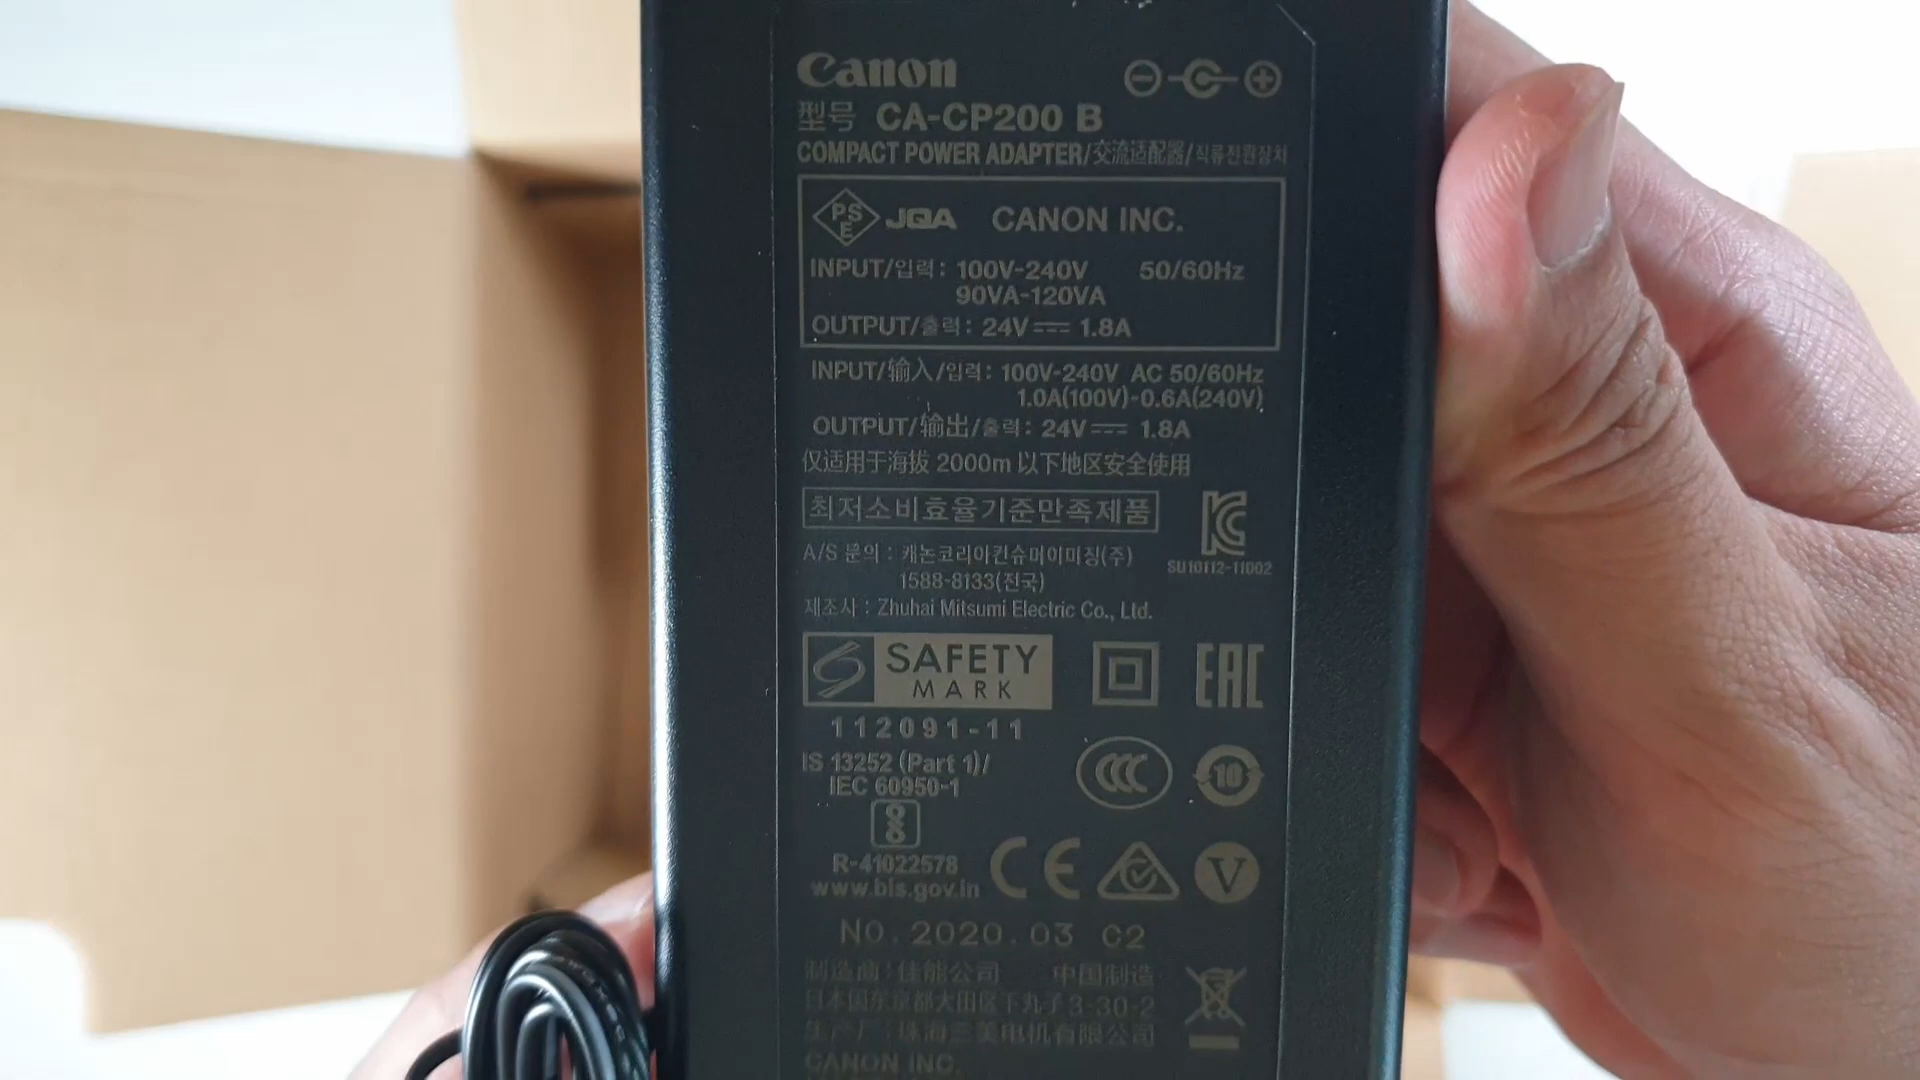 Canon
型号 CA-CP200 B
COMPACT POWER ADAPTER/交流适配器/직류전원장치
PS E JQA CANON INC.
INPUT/입력: 100V-240V 50/60Hz
90VA-120VA
OUTPUT/출력: 24V 1.8A
INPUT/输入/입력: 100V-240V AC 50/60Hz
1.0A(100V)-0.6A(240V)
OUTPUT/输出/출력: 24V 1.8A
仅适用于海拔 2000m 以下地区安全使用
최저소비효율기준만족제품
A/S 문의 : 캐논코리아컨슈머이미징(주)
1588-8133(전국)
SU10112-11002
제조사 : Zhuhai Mitsumi Electric Co., Ltd.
SAFETY
MARK
EAC
112091-11
IS 13252 (Part 1)/
IEC 60950-1
CCC 10
R-41022578
www.bis.gov.in
CE V
NO. 2020. 03 C2
制造商:佳能公司 中国制造
日本国东京都大田区下丸子3-30-2
生产厂:珠海三美电机有限公司
CANON INC.